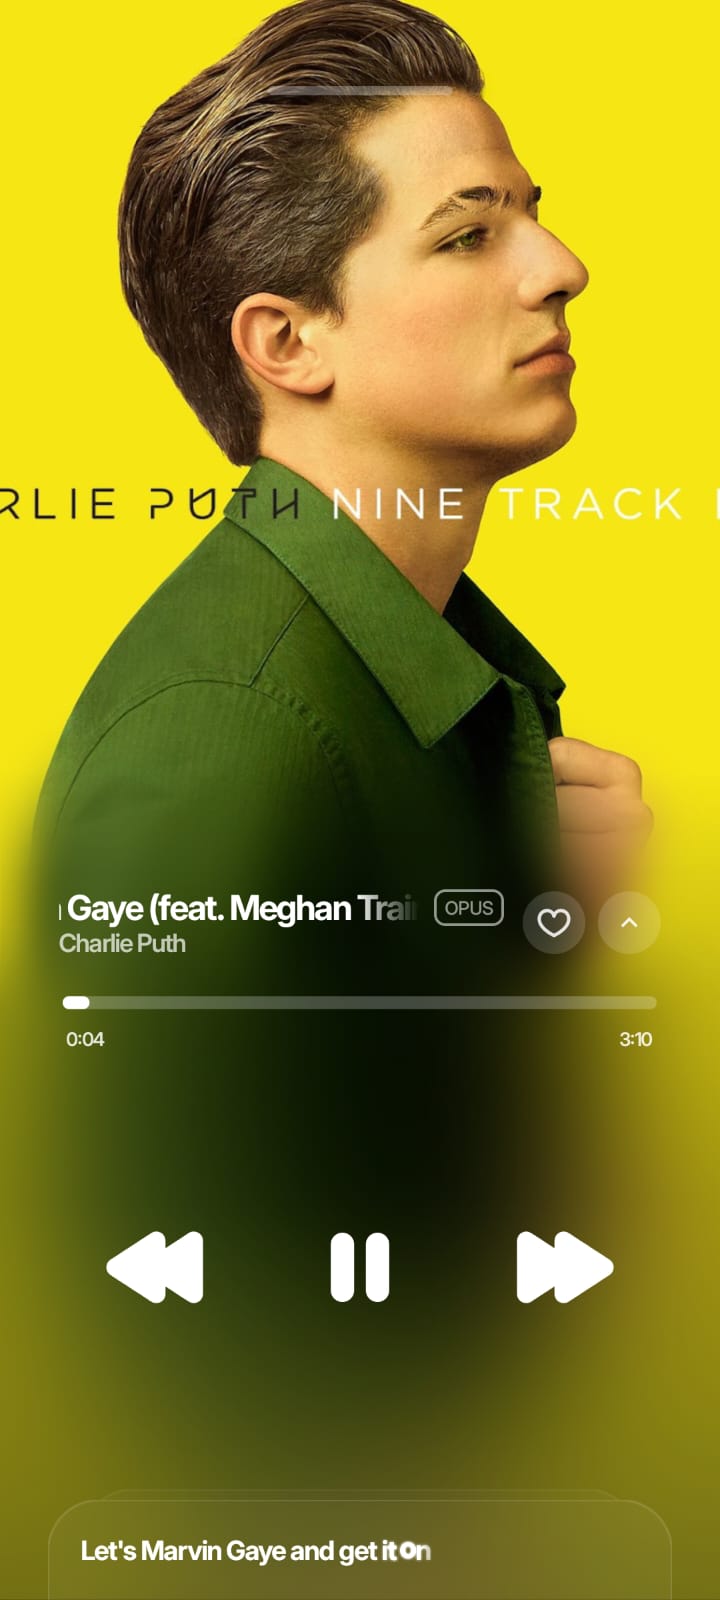 RLIE PUTH NINE TRACK
Gaye (feat. Meghan Trai
OPUS
Charlie Puth
0:04
3:10
Let's Marvin Gaye and get it on